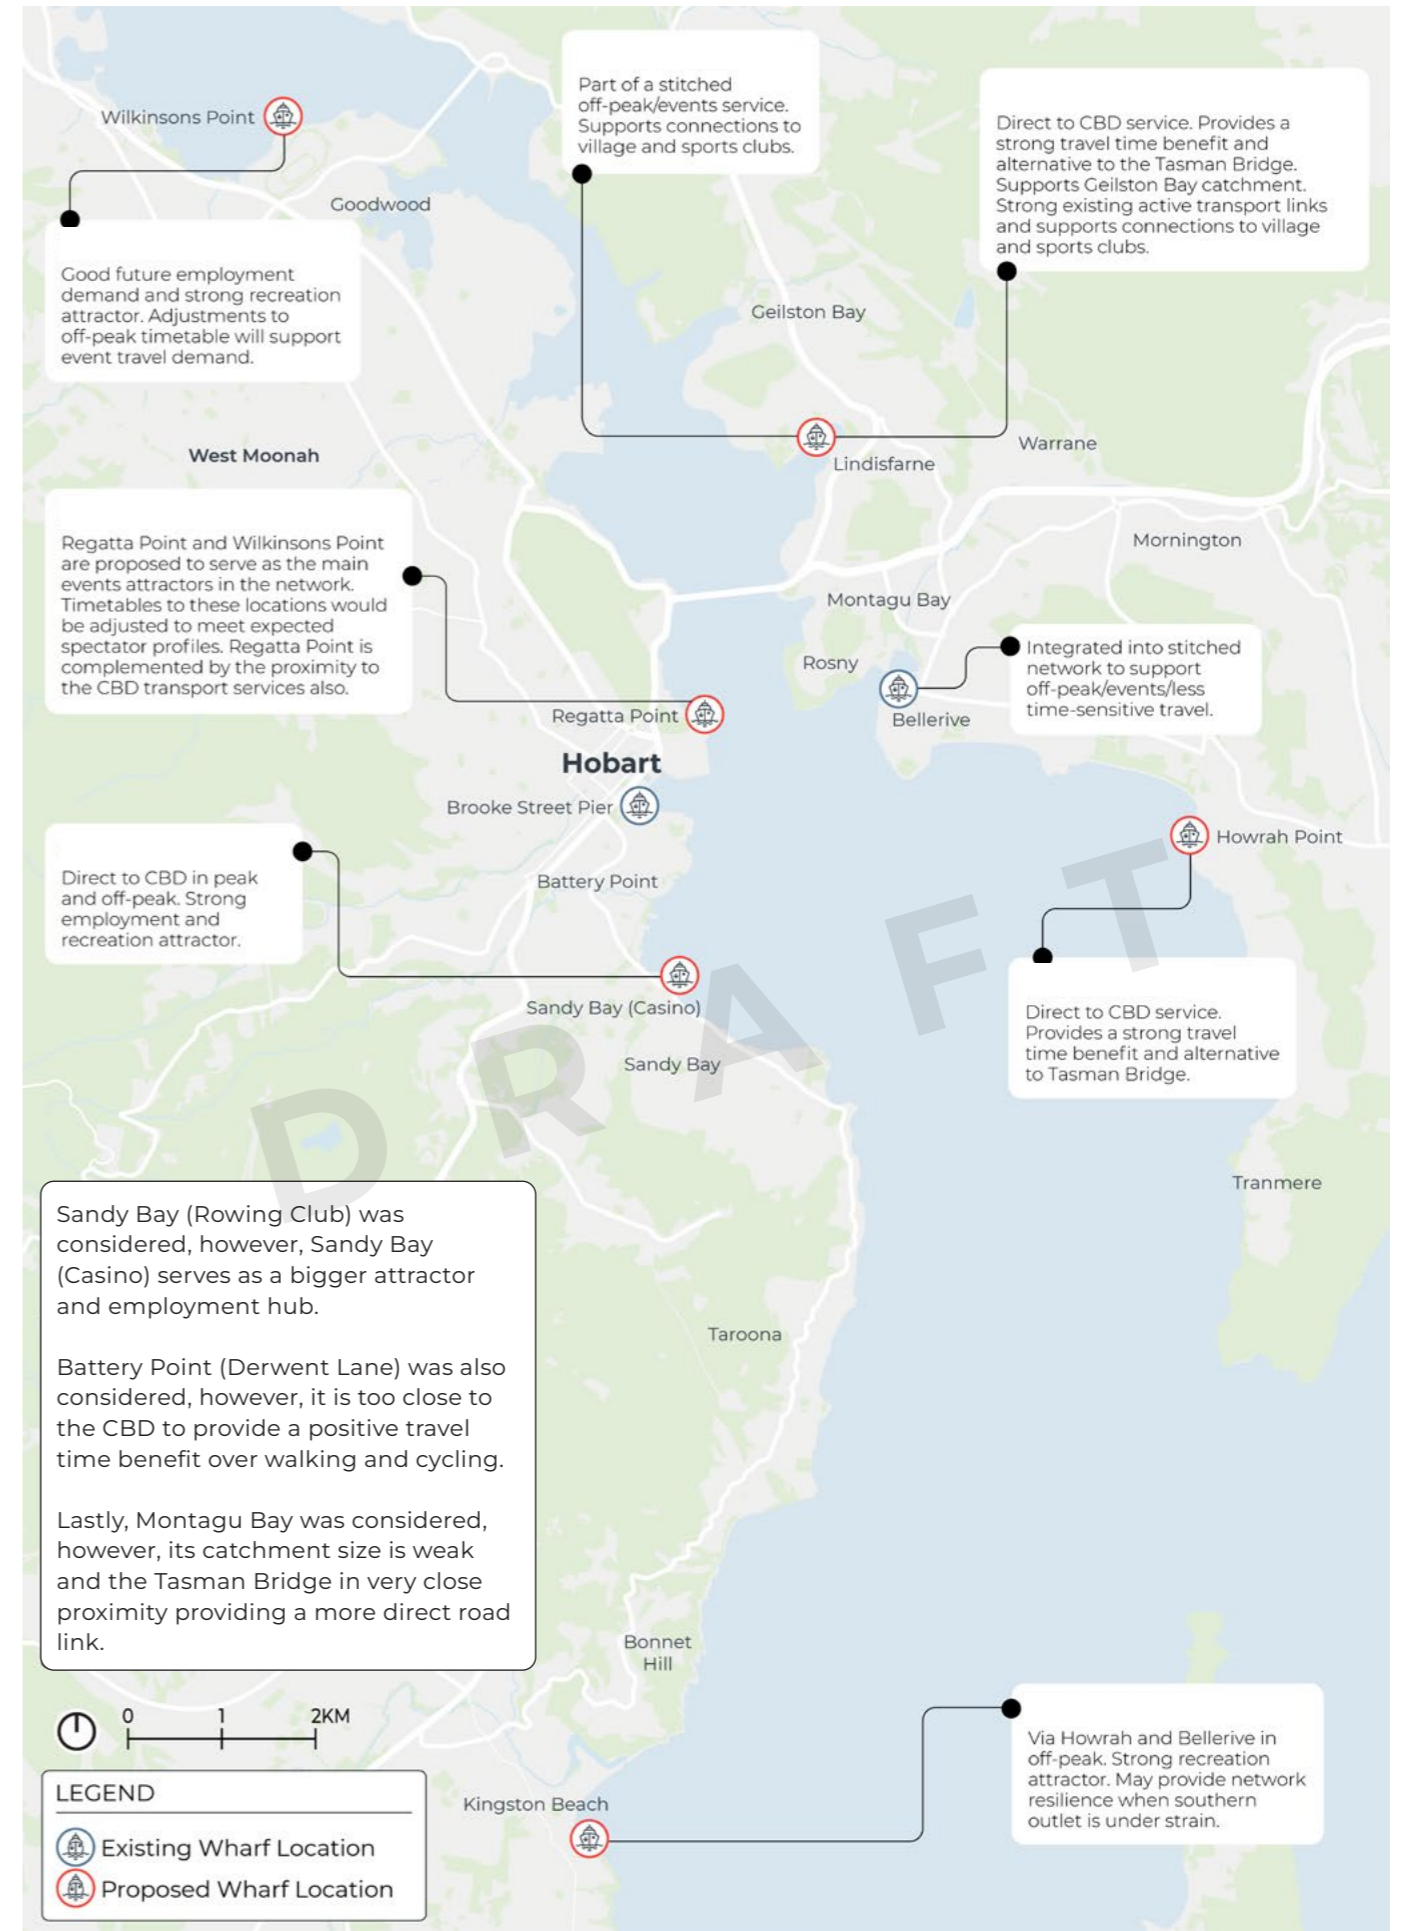 Wilkinsons Point
Part of a stitched
off-peak/events service.
Supports connections to
village and sports clubs.
Direct to CBD service. Provides a
strong travel time benefit and
alternative to the Tasman Bridge.
Supports Geilston Bay catchment.
Strong existing active transport links
and supports connections to village
and sports clubs.
Goodwood
Good future employment
demand and strong recreation
attractor. Adjustments to
off-peak timetable will support
event travel demand.
Geilston Bay
West Moonah
Warrane
Lindisfarne
Regatta Point and Wilkinsons Point
are proposed to serve as the main
events attractors in the network.
Timetables to these locations would
be adjusted to meet expected
spectator profiles. Regatta Point is
complemented by the proximity to
the CBD transport services also.
Mornington
Montagu Bay
Rosny
Integrated into stitched
network to support
off-peak/events/less
time-sensitive travel.
Regatta Point
Bellerive
Hobart
Brooke Street Pier
Howrah Point
Direct to CBD in peak
and off-peak. Strong
employment and
recreation attractor.
Battery Point
Sandy Bay (Casino)
Sandy Bay
Direct to CBD service.
Provides a strong travel
time benefit and alternative
to Tasman Bridge.
DRAFT
Tranmere
Sandy Bay (Rowing Club) was
considered, however, Sandy Bay
(Casino) serves as a bigger attractor
and employment hub.
Battery Point (Derwent Lane) was also
considered, however, it is too close to
the CBD to provide a positive travel
time benefit over walking and cycling.
Lastly, Montagu Bay was considered,
however, its catchment size is weak
and the Tasman Bridge in very close
proximity providing a more direct road
link.
Taroona
Bonnet
Hill
0 1 2KM
Via Howrah and Bellerive in
off-peak. Strong recreation
attractor. May provide network
resilience when southern
outlet is under strain.
Kingston Beach
LEGEND
Existing Wharf Location
Proposed Wharf Location